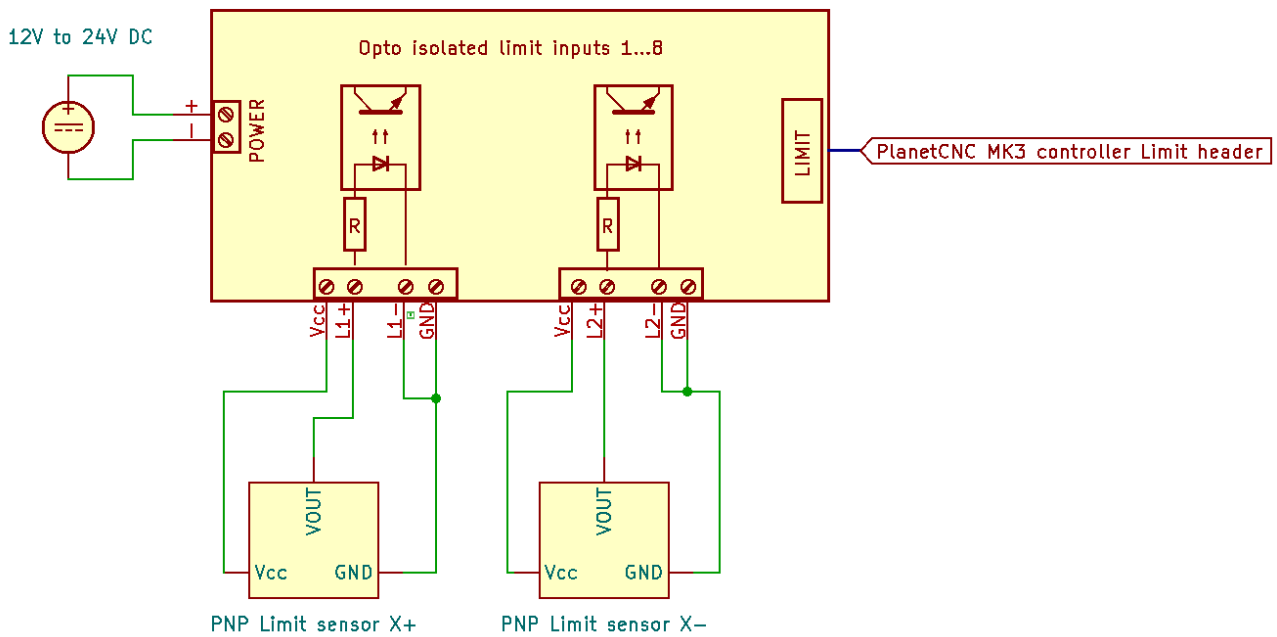 12V to 24V DC
Opto isolated limit inputs 1...8
+
-
POWER
LIMIT
PlanetCNC MK3 controller Limit header
R
R
Vcc
L1+
L1-
GND
Vcc
L2+
L2-
GND
VOUT
Vcc
GND
VOUT
Vcc
GND
PNP Limit sensor X+
PNP Limit sensor X-